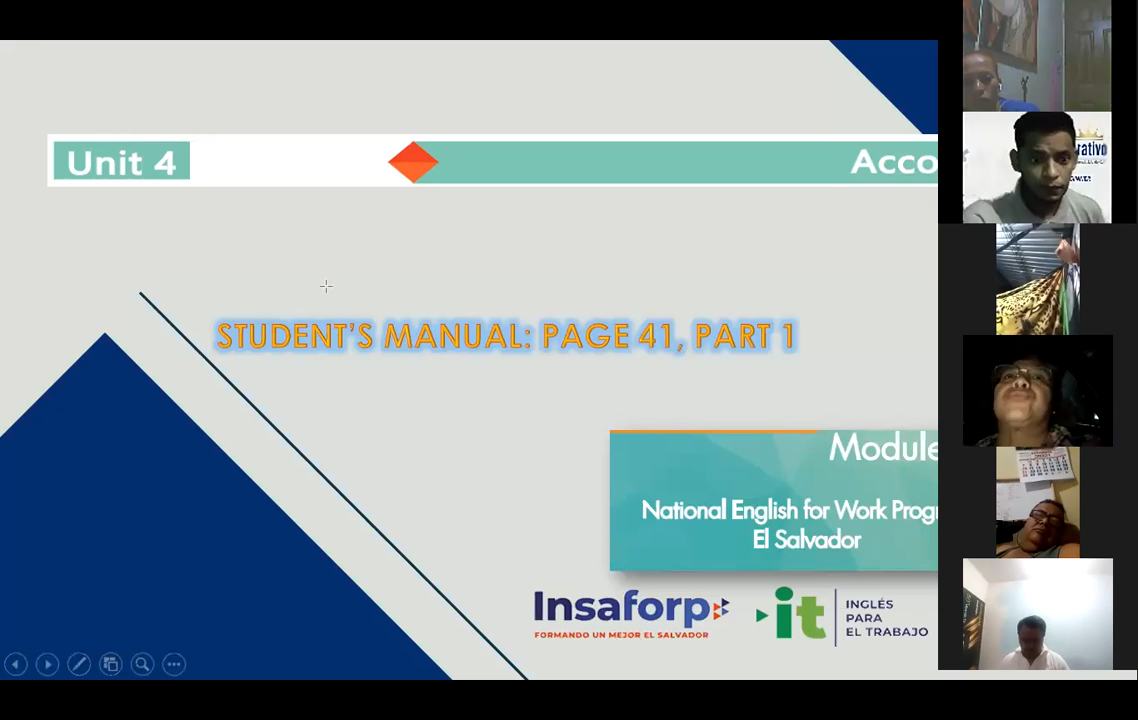 Unit 4
Acco
STUDENT'S MANUAL: PAGE 41, PART 1
Module
National English for Work Progr
El Salvador
Insaforp
FORMANDO UN MEJOR EL SALVADOR
it
INGLÉS
PARA
EL TRABAJO
rativo